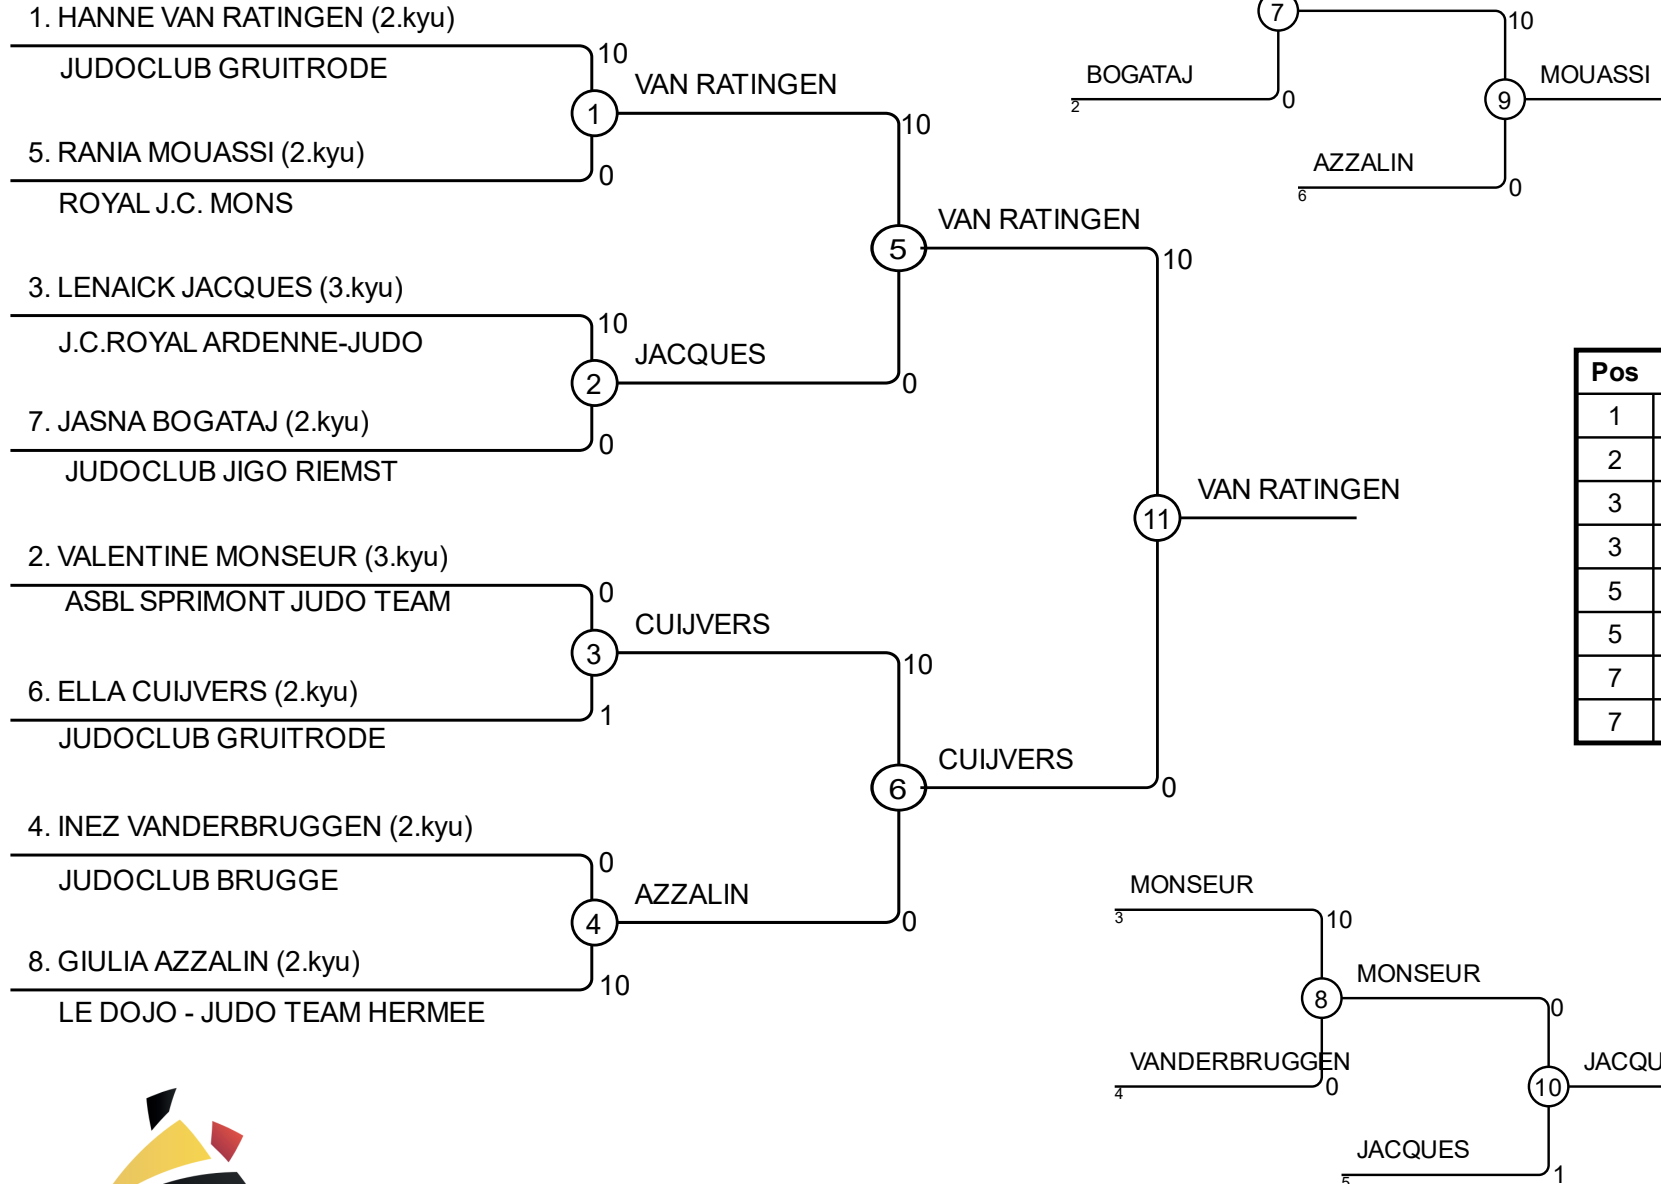 1. HANNE VAN RATINGEN (2.kyu)
JUDOCLUB GRUITRODE
10
1
VAN RATINGEN
5. RANIA MOUASSI (2.kyu)
0
ROYAL J.C. MONS
10
5
VAN RATINGEN
3. LENAICK JACQUES (3.kyu)
10
J.C.ROYAL ARDENNE-JUDO
2
JACQUES
0
7. JASNA BOGATAJ (2.kyu)
0
JUDOCLUB JIGO RIEMST
10
11
VAN RATINGEN
2. VALENTINE MONSEUR (3.kyu)
0
ASBL SPRIMONT JUDO TEAM
3
CUIJVERS
6. ELLA CUIJVERS (2.kyu)
1
JUDOCLUB GRUITRODE
10
6
CUIJVERS
0
4. INEZ VANDERBRUGGEN (2.kyu)
0
JUDOCLUB BRUGGE
4
AZZALIN
0
8. GIULIA AZZALIN (2.kyu)
10
LE DOJO - JUDO TEAM HERMEE
7
10
BOGATAJ
2
0
9
MOUASSI
AZZALIN
6
0
Pos
1
2
3
3
5
5
7
7
MONSEUR
3
10
8
MONSEUR
0
VANDERBRUGGEN
4
0
10
JACQU
JACQUES
5
1